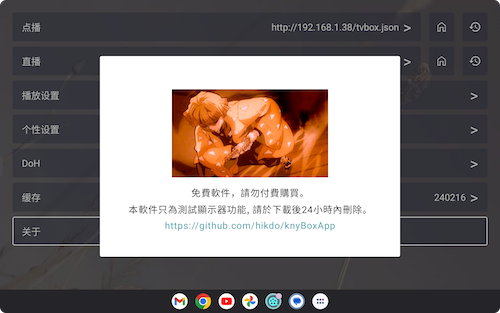 点播
http://192.168.1.38/tvbox.json >
直播
>
播放设置
>
个性设置
>
DoH
>
缓存
240216 >
关于
免費軟件，請勿付費購買。
本軟件只為測試顯示器功能, 請於下載後24小時內刪除。
https://github.com/hikdo/knyBoxApp